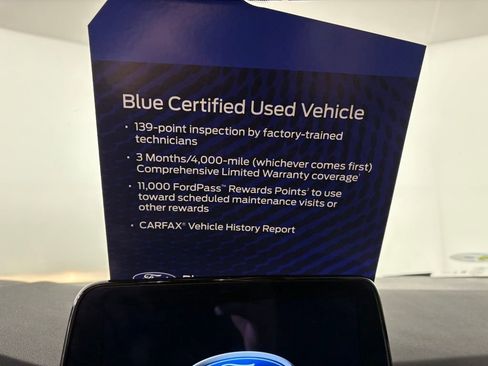 Blue Certified Used Vehicle
• 139-point inspection by factory-trained
technicians
• 3 Months/4,000-mile (whichever comes first)
Comprehensive Limited Warranty coverage
• 11,000 FordPass™ Rewards Points to use
toward scheduled maintenance visits or
other rewards
• CARFAX® Vehicle History Report
Ford